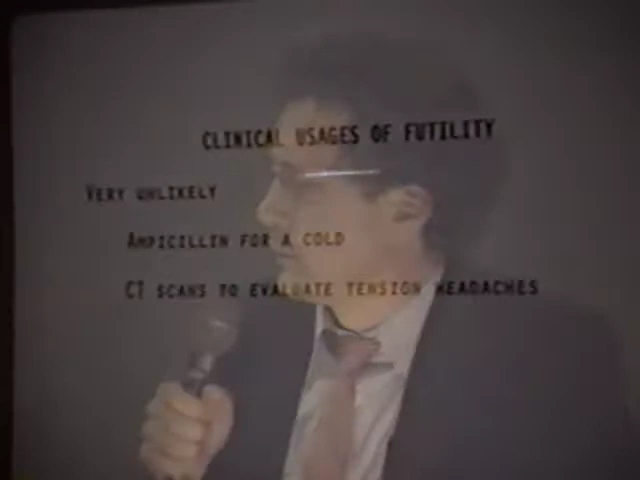 CLINICAL USAGES OF FUTILITY
VERY UNLIKELY
AMPICILLIN FOR A COLD
CT SCANS TO EVALUATE TENSION HEADACHES